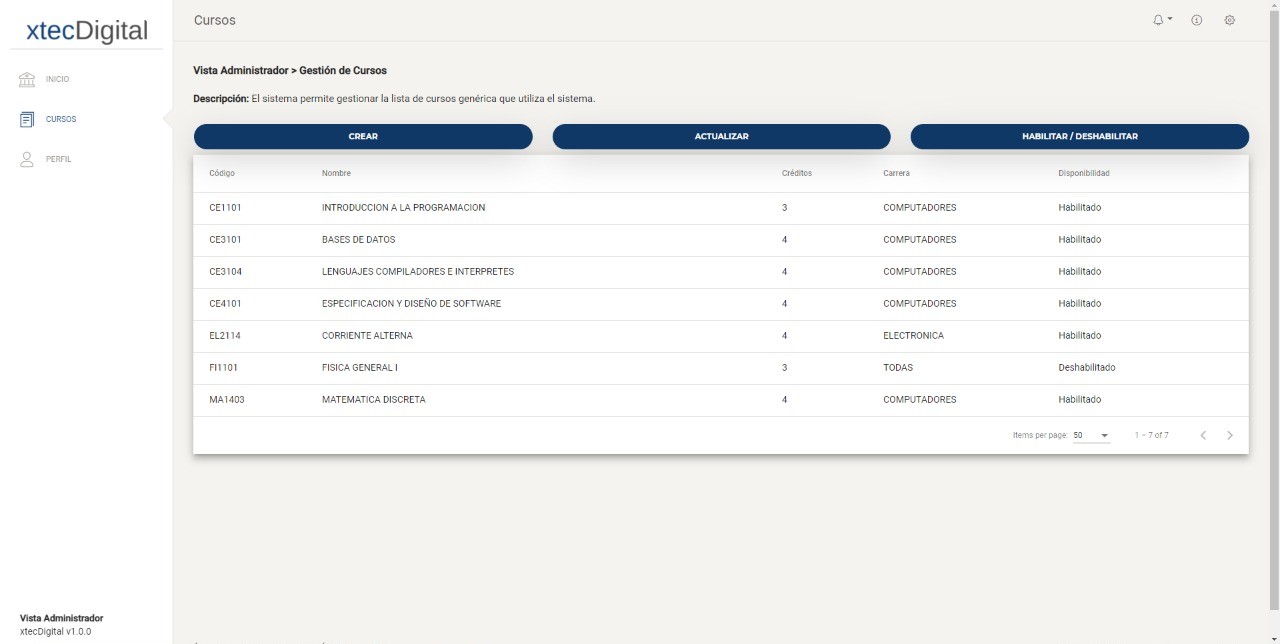 xtecDigital
Cursos
INICIO
CURSOS
PERFIL
Vista Administrador > Gestión de Cursos
Descripción: El sistema permite gestionar la lista de cursos genérica que utiliza el sistema.
CREAR ACTUALIZAR HABILITAR / DESHABILITAR
Código Nombre Créditos Carrera Disponibilidad
CE1101 INTRODUCCION A LA PROGRAMACION 3 COMPUTADORES Habilitado
CE3101 BASES DE DATOS 4 COMPUTADORES Habilitado
CE3104 LENGUAJES COMPILADORES E INTERPRETES 4 COMPUTADORES Habilitado
CE4101 ESPECIFICACION Y DISEÑO DE SOFTWARE 4 COMPUTADORES Habilitado
EL2114 CORRIENTE ALTERNA 4 ELECTRONICA Habilitado
FI1101 FISICA GENERAL I 3 TODAS Deshabilitado
MA1403 MATEMATICA DISCRETA 4 COMPUTADORES Habilitado
Items per page: 50 1 – 7 of 7
Vista Administrador
xtecDigital v1.0.0